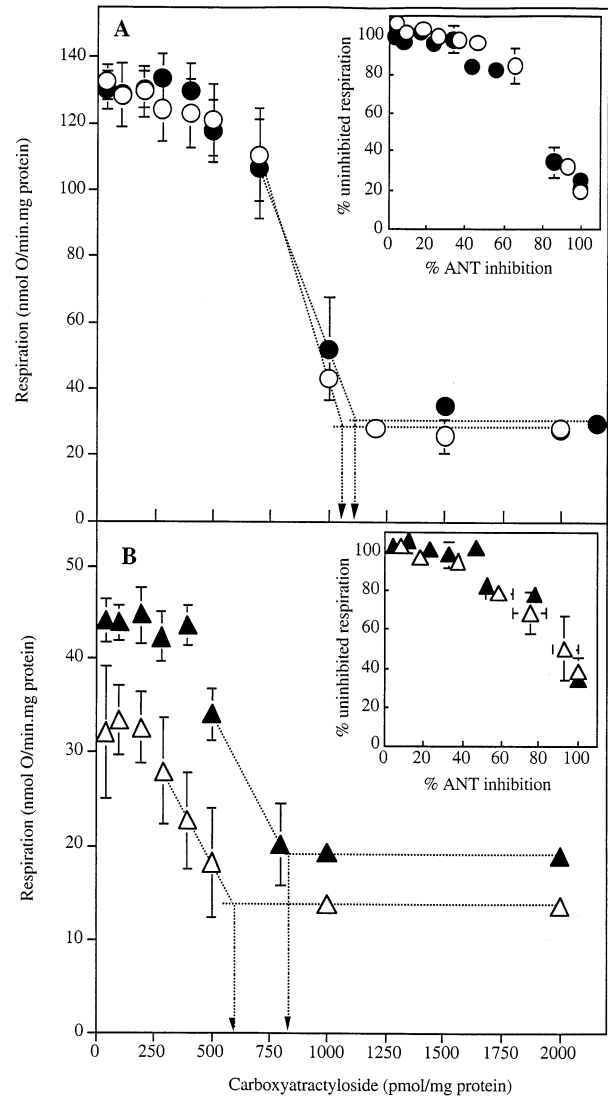 A
140
120
100
80
60
40
20
0
Respiration (nmol O/min.mg protein)
100
80
60
40
20
0
% uninhibited respiration
0 20 40 60 80 100
% ANT inhibition
B
50
40
30
20
10
0
Respiration (nmol O/min.mg protein)
100
80
60
40
20
0
% uninhibited respiration
0 20 40 60 80 100
% ANT inhibition
0 250 500 750 1000 1250 1500 1750 2000
Carboxyatractyloside (pmol/mg protein)